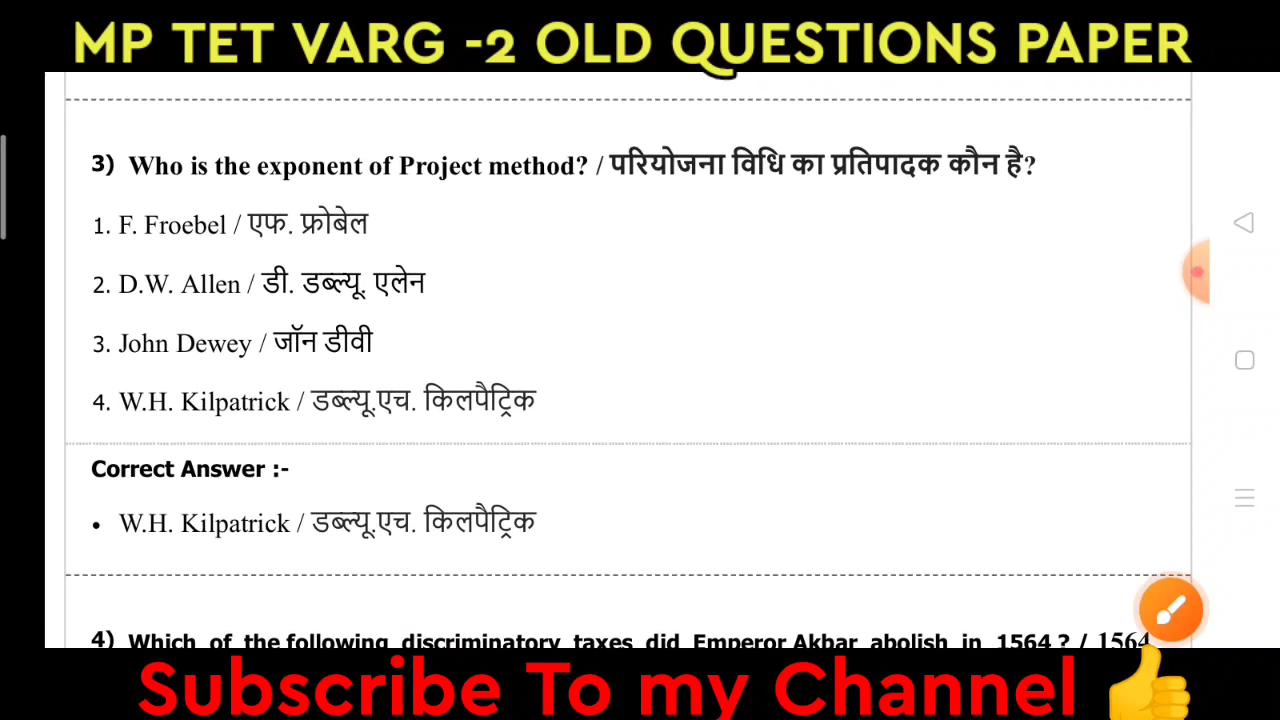 MP TET VARG -2 OLD QUESTIONS PAPER
3) Who is the exponent of Project method? / परियोजना विधि का प्रतिपादक कौन है?
1. F. Froebel / एफ. फ्रोबेल
2. D.W. Allen / डी. डब्ल्यू. एलेन
3. John Dewey / जॉन डीवी
4. W.H. Kilpatrick / डब्ल्यू.एच. किलपैट्रिक
Correct Answer :-
• W.H. Kilpatrick / डब्ल्यू.एच. किलपैट्रिक
4) Which of the following discriminatory taxes did Emperor Akbar abolish in 1564 ? / 1564
Subscribe To my Channel 👍